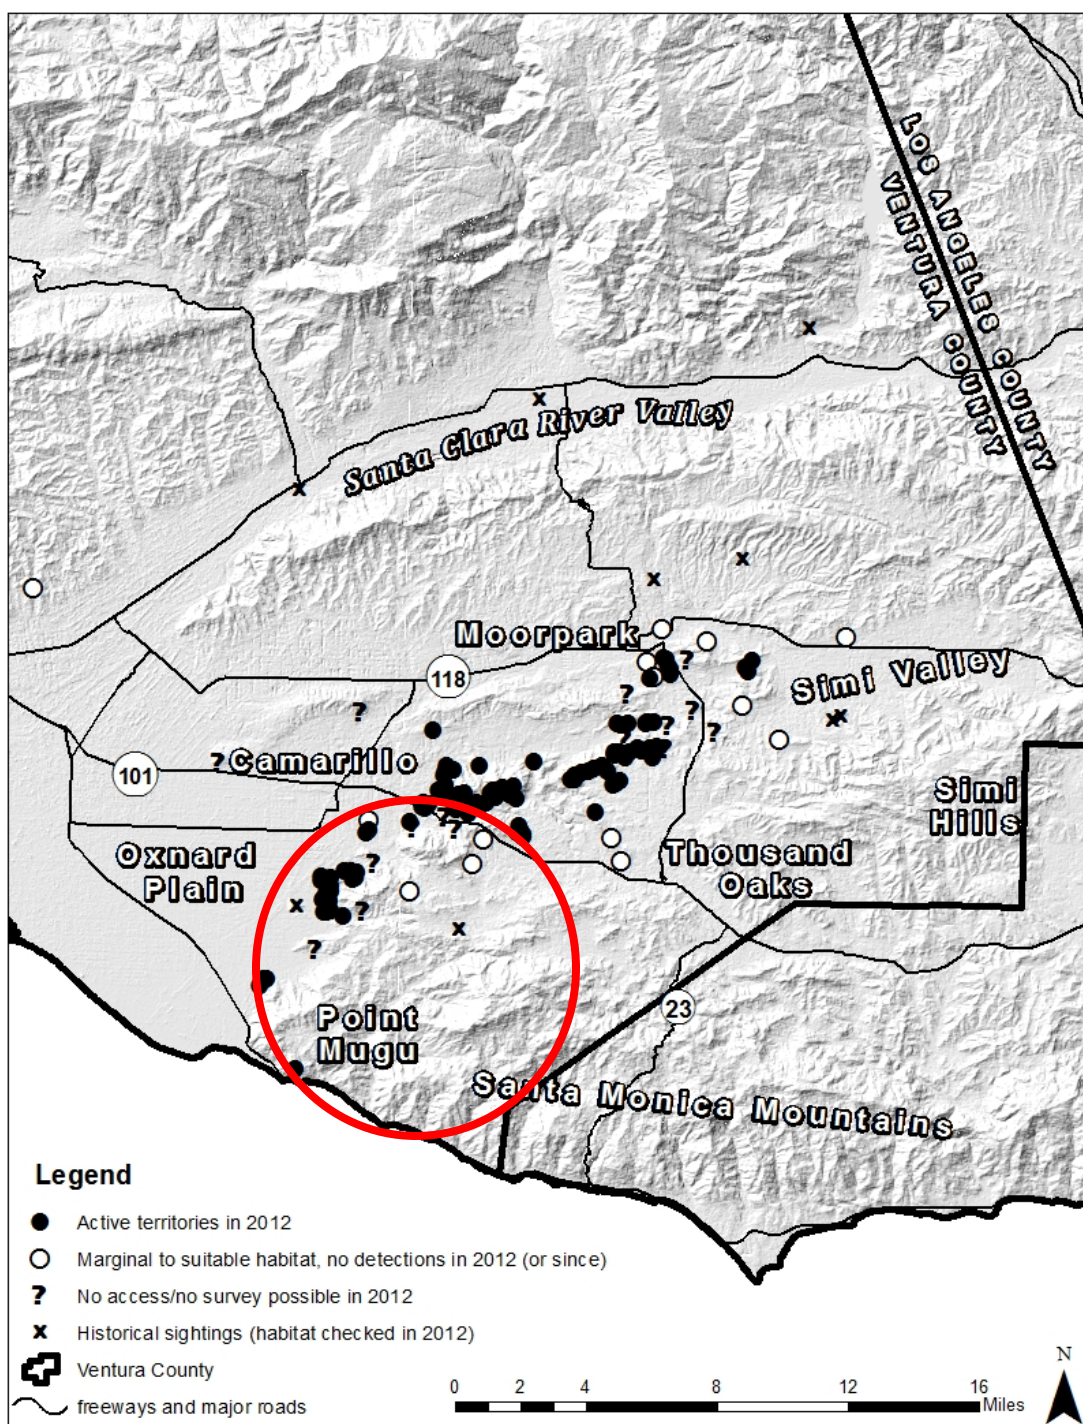 LOS ANGELES COUNTY
VENTURA COUNTY
Santa Clara River Valley
Moorpark
118
Simi Valley
Camarillo
101
Simi
Hills
Oxnard
Plain
Thousand
Oaks
Point
Mugu
23
Santa Monica Mountains
Legend
Active territories in 2012
Marginal to suitable habitat, no detections in 2012 (or since)
? No access/no survey possible in 2012
x Historical sightings (habitat checked in 2012)
Ventura County
freeways and major roads
0 2 4 8 12 16
Miles
N